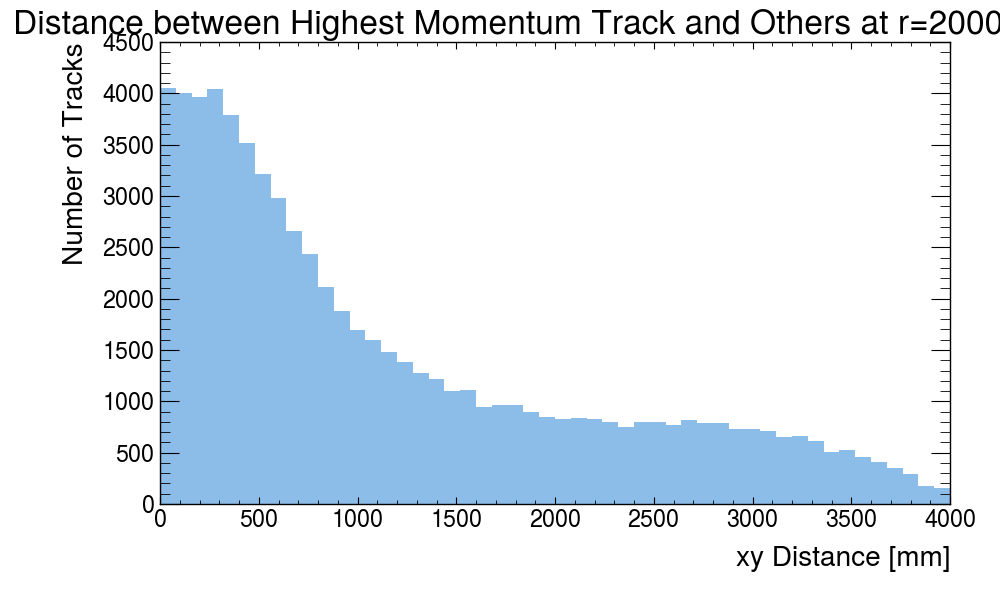 Distance between Highest Momentum Track and Others at r=2000
Number of Tracks
4500
4000
3500
3000
2500
2000
1500
1000
500
0
0 500 1000 1500 2000 2500 3000 3500 4000
xy Distance [mm]